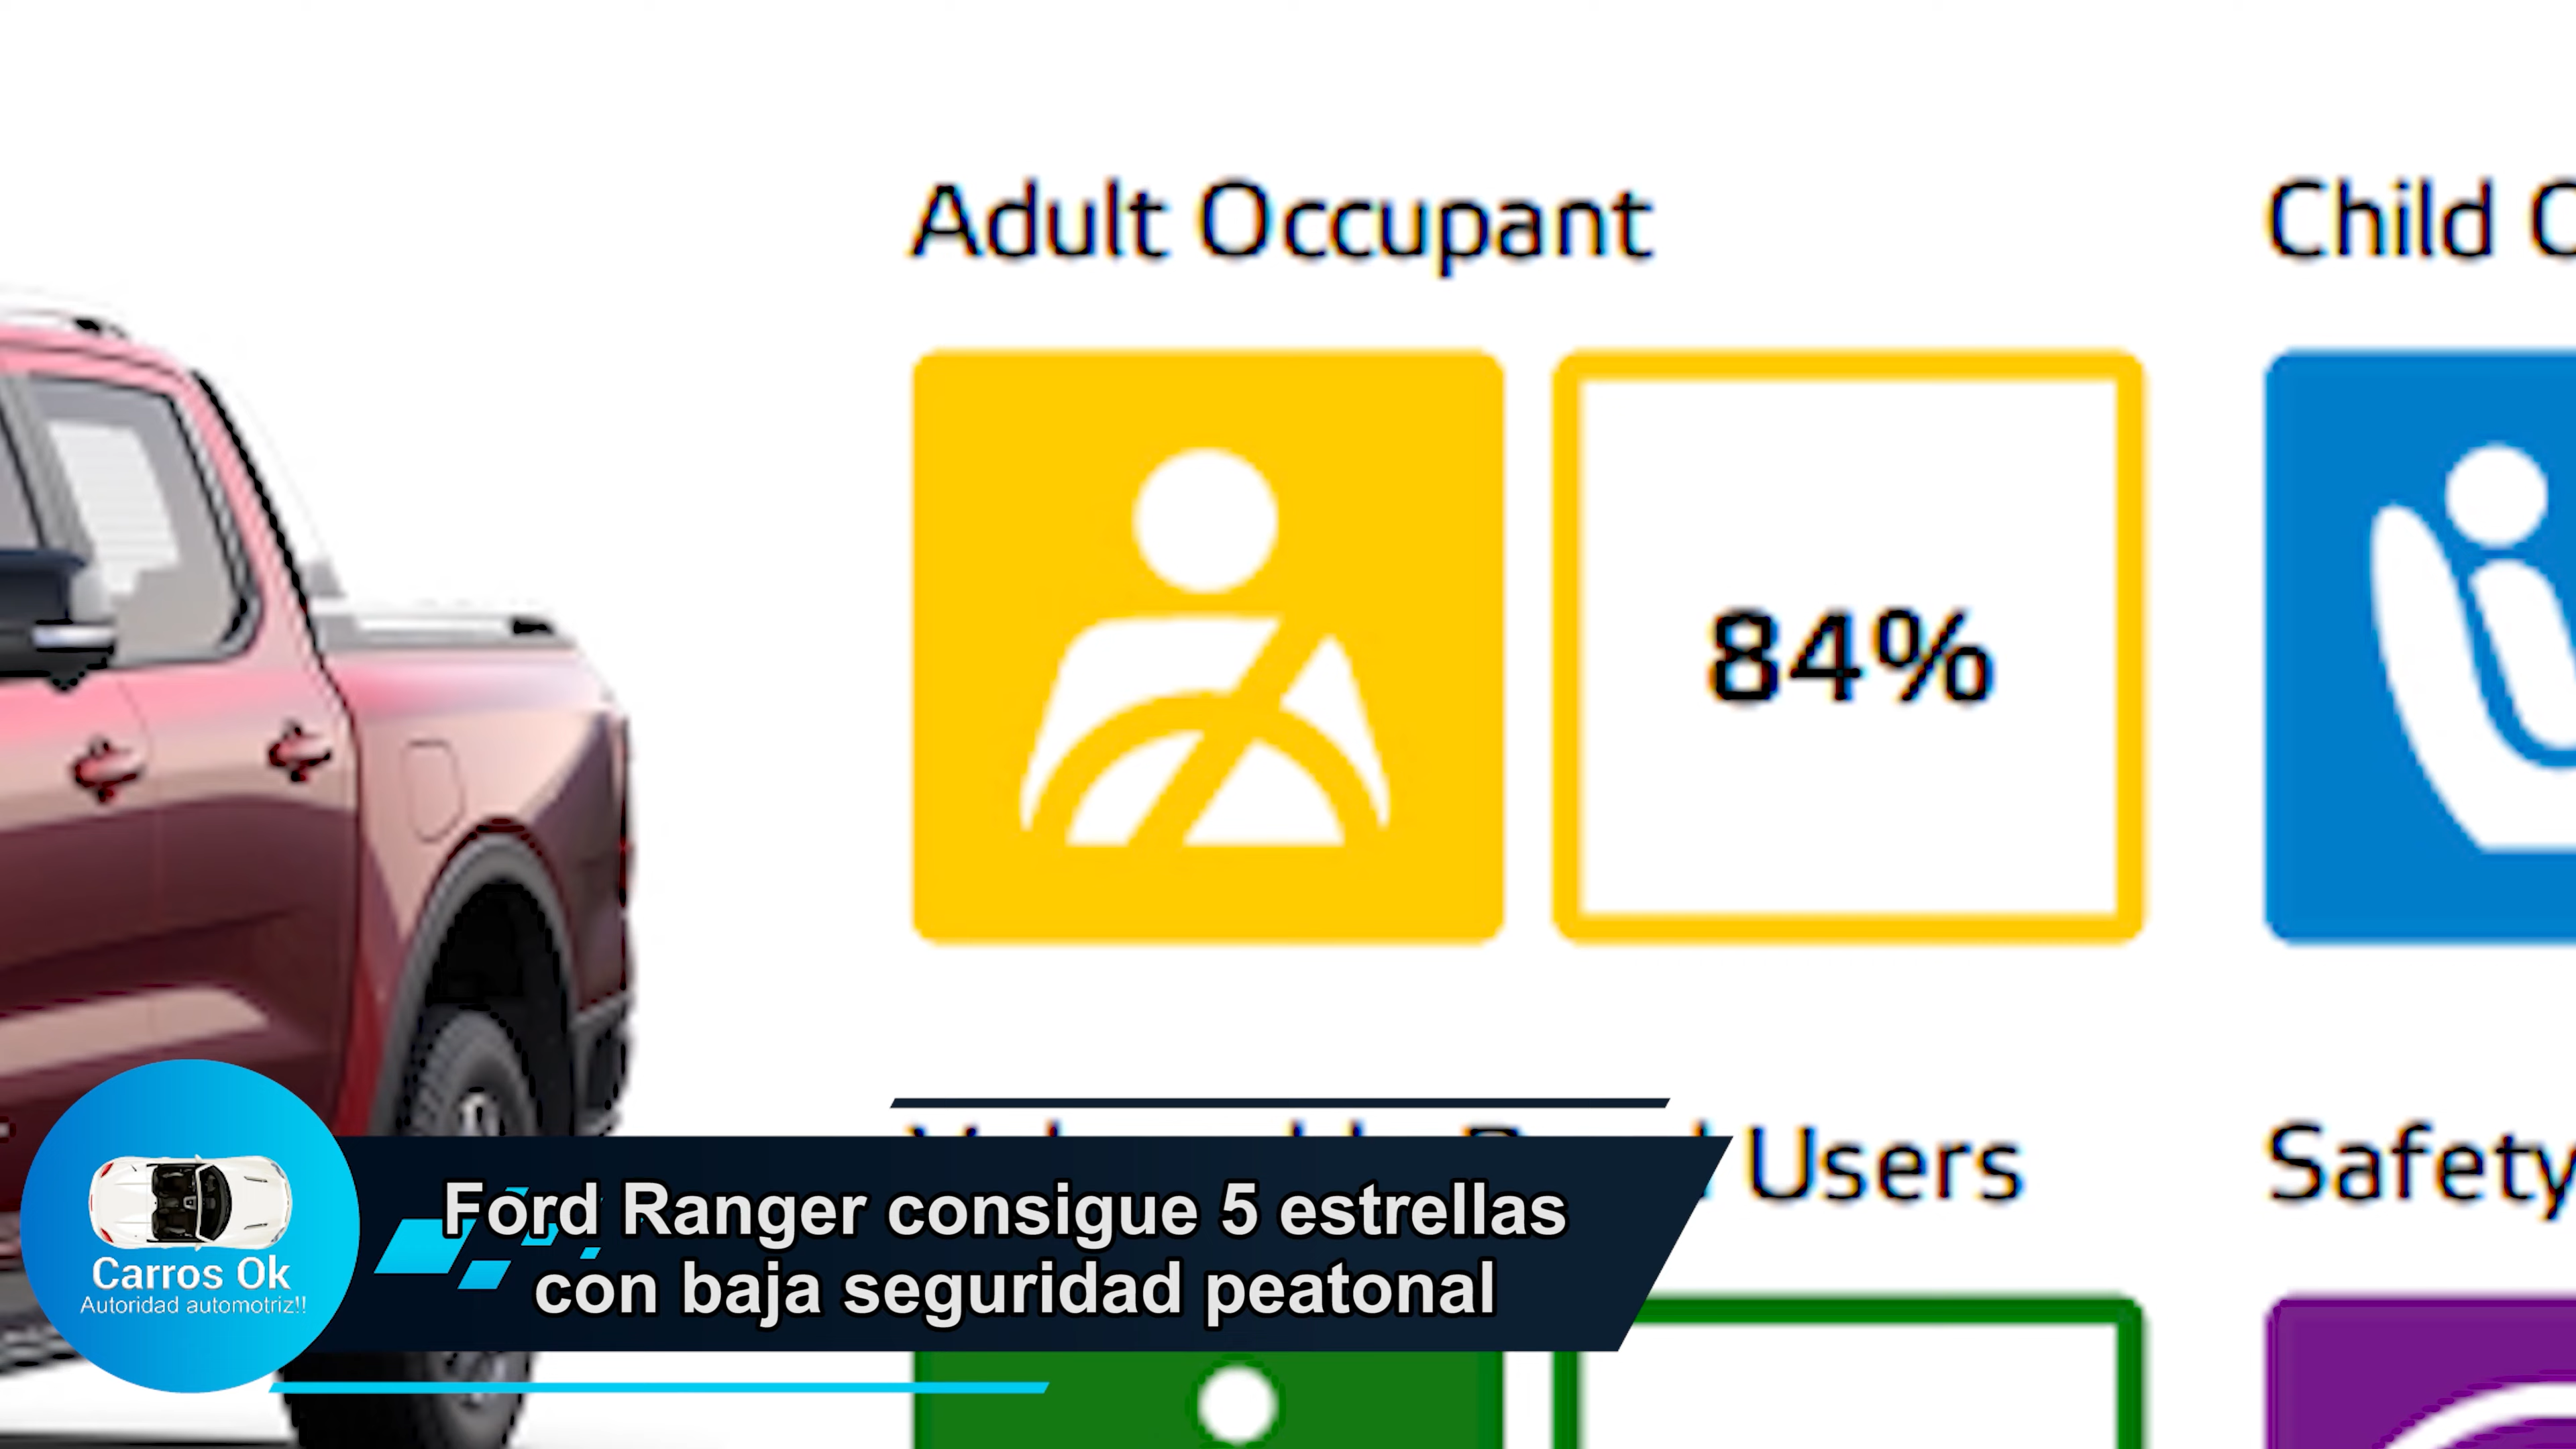 Adult Occupant
Child
84%
Users
Safety
Ford Ranger consigue 5 estrellas
con baja seguridad peatonal
Carros Ok
Autoridad automotriz!!